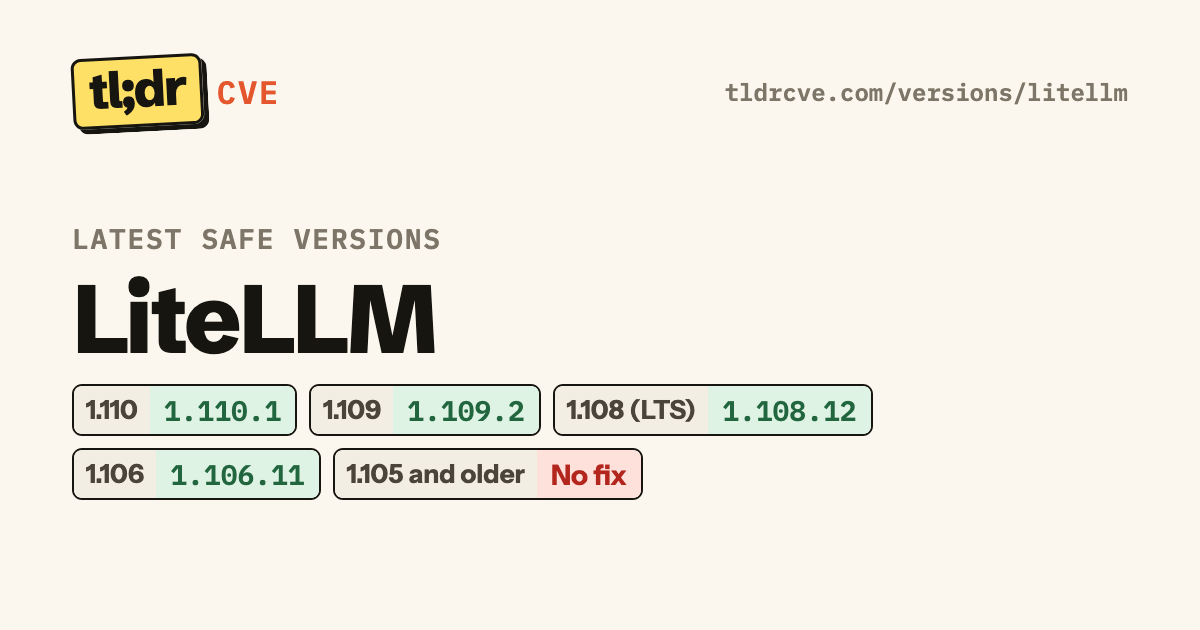 tl;dr CVE tldrcve.com/versions/litellm
LATEST SAFE VERSIONS
LiteLLM
1.110 1.110.1 1.109 1.109.2 1.108 (LTS) 1.108.12
1.106 1.106.11 1.105 and older No fix